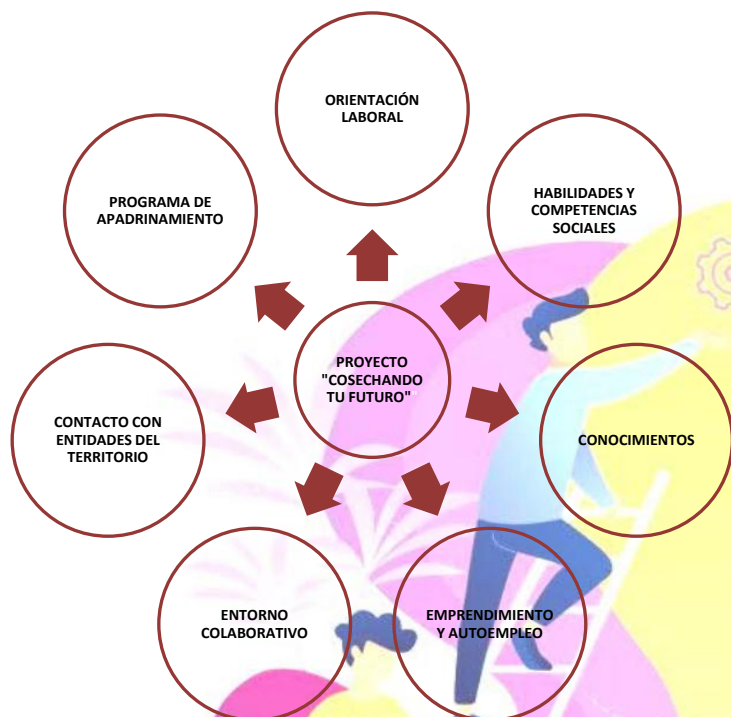 ORIENTACIÓN
LABORAL
HABILIDADES Y
COMPETENCIAS
SOCIALES
CONOCIMIENTOS
EMPRENDIMIENTO
Y AUTOEMPLEO
ENTORNO
COLABORATIVO
CONTACTO CON
ENTIDADES DEL
TERRITORIO
PROGRAMA DE
APADRINAMIENTO
PROYECTO
"COSECHANDO
TU FUTURO"